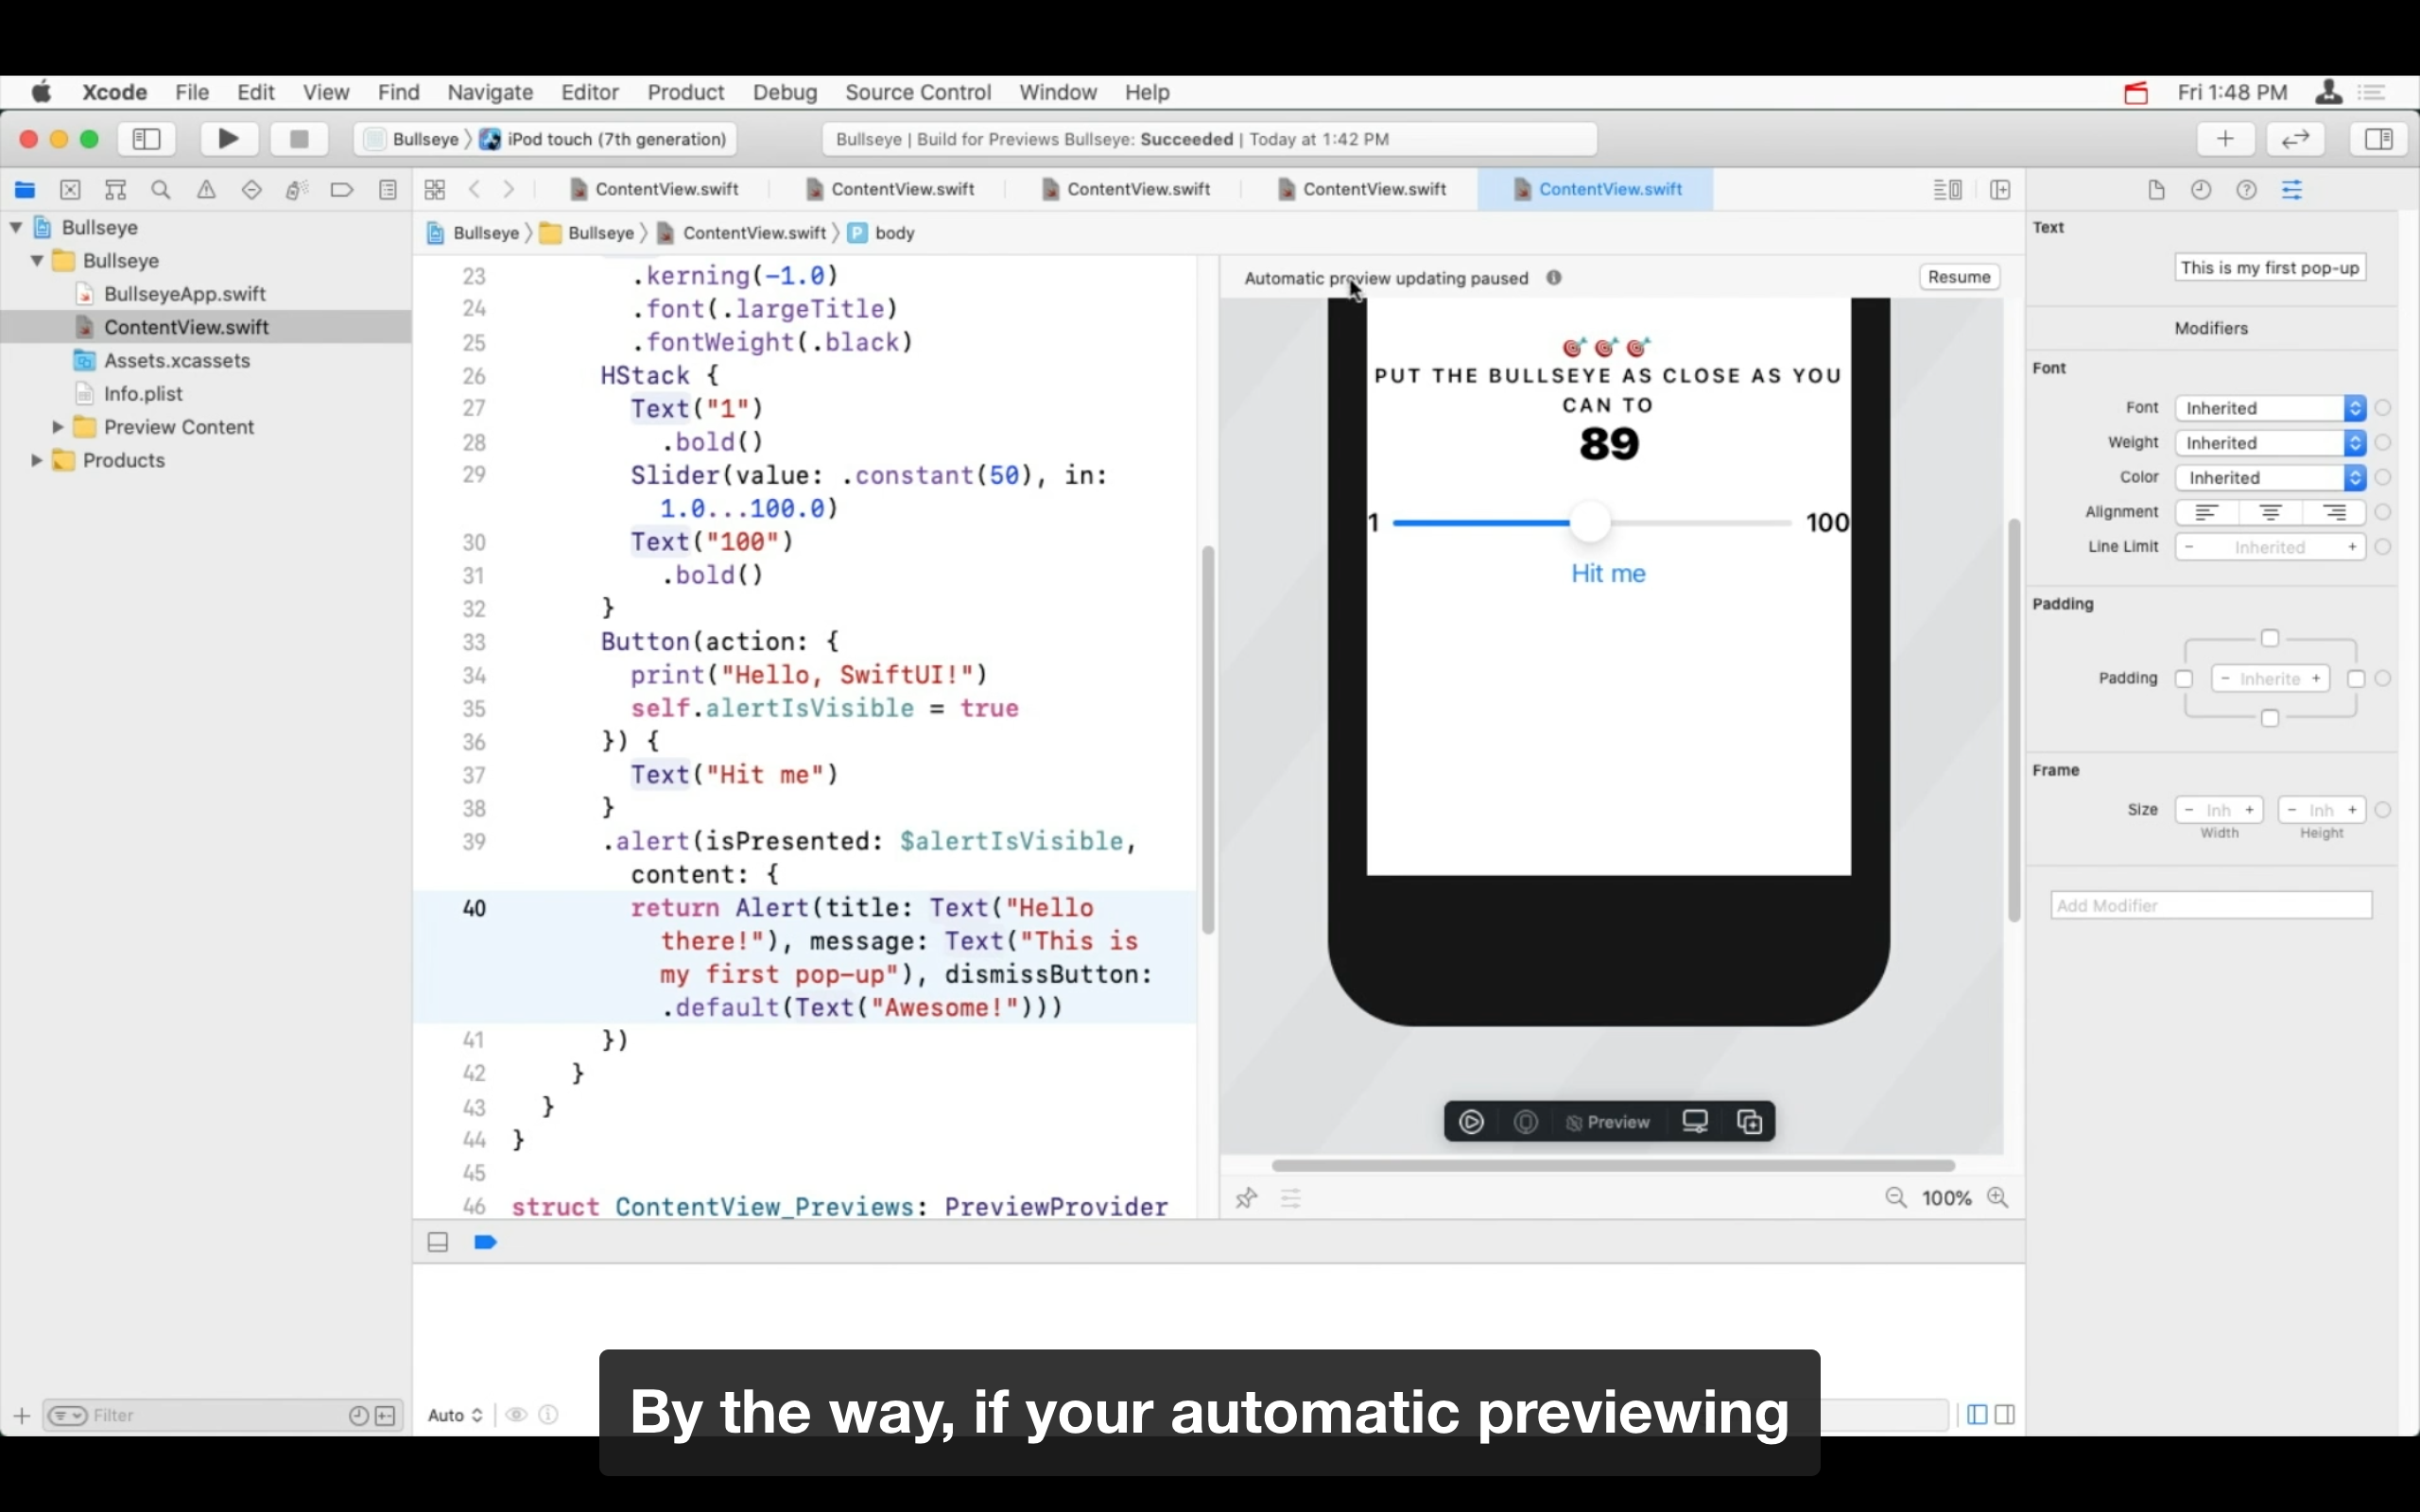 Xcode File Edit View Find Navigate Editor Product Debug Source Control Window Help
Fri 1:48 PM
Bullseye 〉 iPod touch (7th generation)
Bullseye | Build for Previews Bullseye: Succeeded | Today at 1:42 PM
ContentView.swift ContentView.swift ContentView.swift ContentView.swift ContentView.swift
Bullseye 〉 Bullseye 〉 ContentView.swift 〉 P body
Bullseye
Bullseye
BullseyeApp.swift
ContentView.swift
Assets.xcassets
Info.plist
Preview Content
Products
Filter
23 .kerning(-1.0)
24 .font(.largeTitle)
25 .fontWeight(.black)
26 HStack {
27 Text("1")
28 .bold()
29 Slider(value: .constant(50), in:
1.0...100.0)
30 Text("100")
31 .bold()
32 }
33 Button(action: {
34 print("Hello, SwiftUI!")
35 self.alertIsVisible = true
36 }) {
37 Text("Hit me")
38 }
39 .alert(isPresented: $alertIsVisible,
content: {
40 return Alert(title: Text("Hello
there!"), message: Text("This is
my first pop-up"), dismissButton:
.default(Text("Awesome!")))
41 })
42 }
43 }
44 }
45
46 struct ContentView_Previews: PreviewProvider
Automatic preview updating paused
Resume
PUT THE BULLSEYE AS CLOSE AS YOU
CAN TO
89
1 100
Hit me
Preview
100%
Text
This is my first pop-up
Modifiers
Font
Font Inherited
Weight Inherited
Color Inherited
Alignment
Line Limit - Inherited +
Padding
Padding - Inherite +
Frame
Size - Inh + - Inh +
Width Height
Add Modifier
Auto
By the way, if your automatic previewing